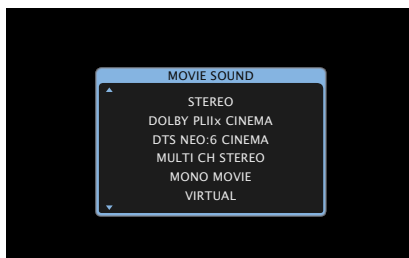 MOVIE SOUND
STEREO
DOLBY PLIIx CINEMA
DTS NEO:6 CINEMA
MULTI CH STEREO
MONO MOVIE
VIRTUAL